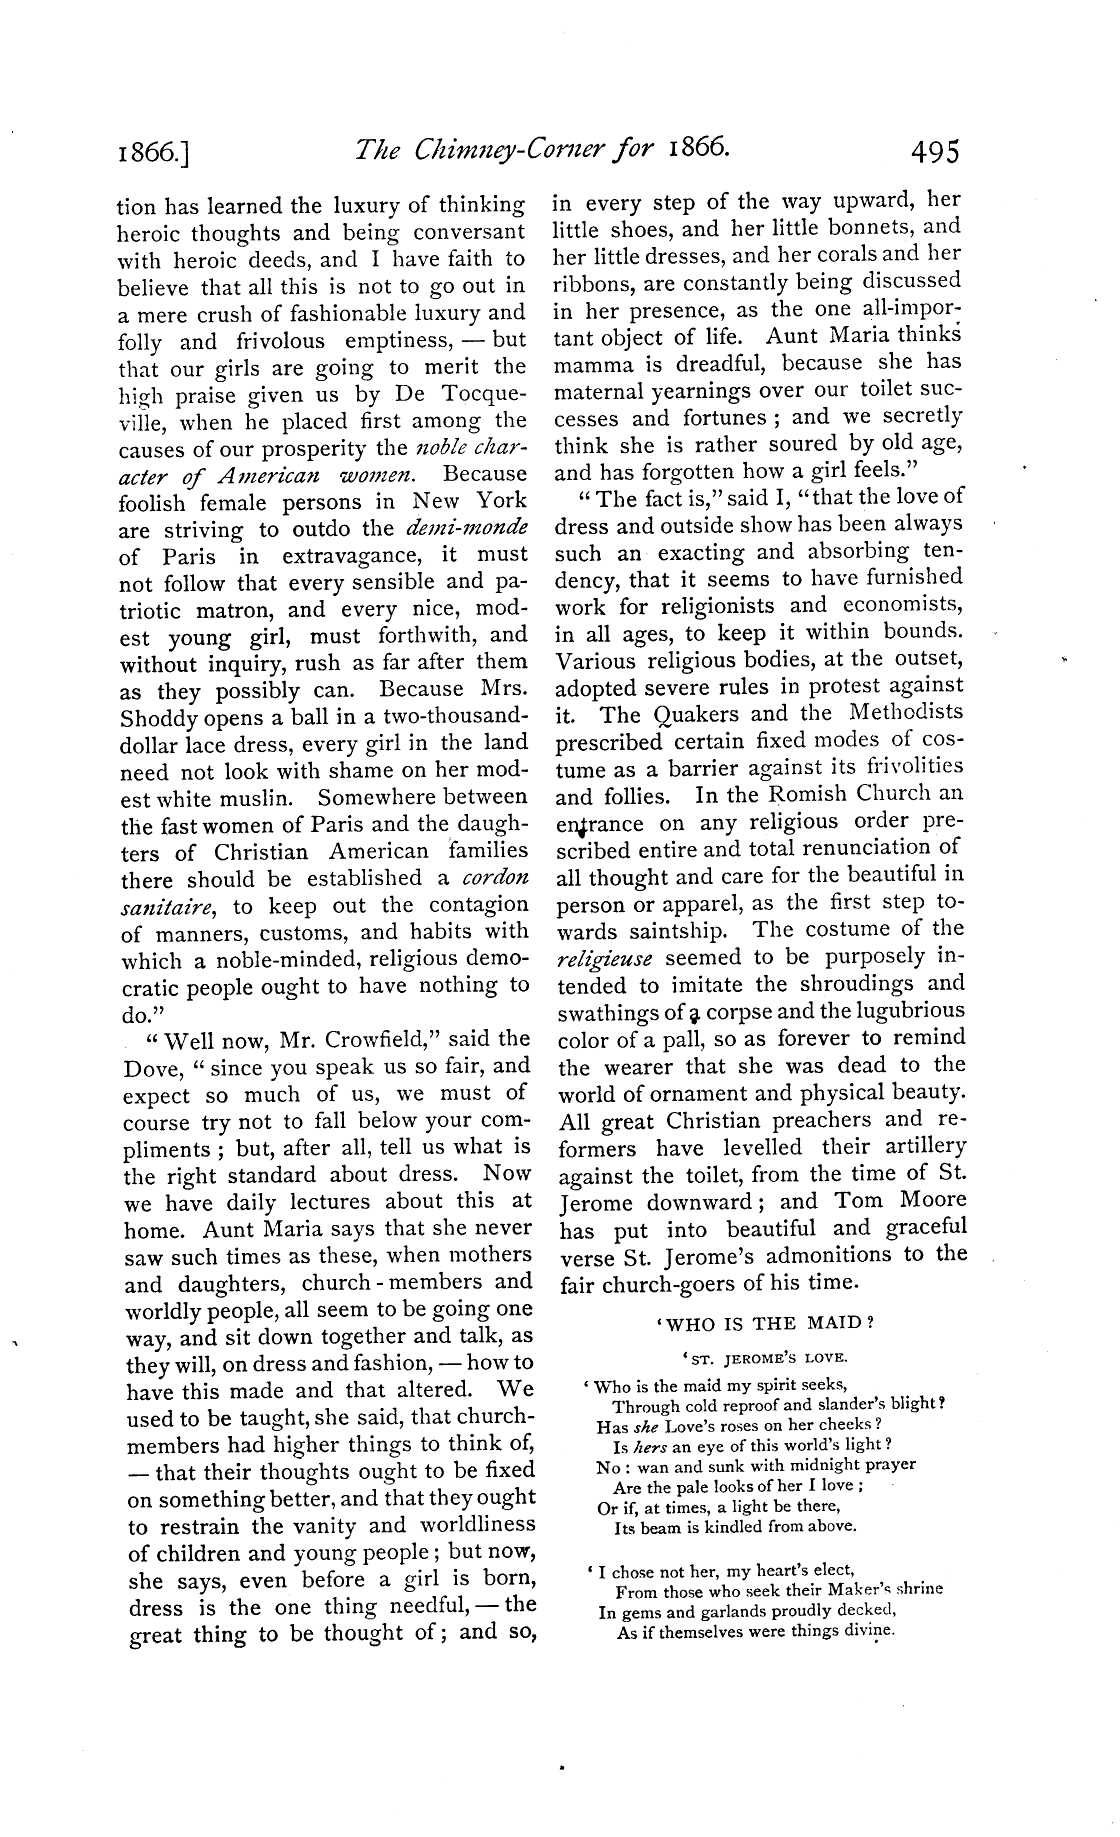 1866.] The Chimney-Corner for 1866. 495
tion has learned the luxury of thinking
heroic thoughts and being conversant
with heroic deeds, and I have faith to
believe that all this is not to go out in
a mere crush of fashionable luxury and
folly and frivolous emptiness, — but
that our girls are going to merit the
high praise given us by De Tocque-
ville, when he placed first among the
causes of our prosperity the noble char-
acter of American women. Because
foolish female persons in New York
are striving to outdo the demi-monde
of Paris in extravagance, it must
not follow that every sensible and pa-
triotic matron, and every nice, mod-
est young girl, must forthwith, and
without inquiry, rush as far after them
as they possibly can. Because Mrs.
Shoddy opens a ball in a two-thousand-
dollar lace dress, every girl in the land
need not look with shame on her mod-
est white muslin. Somewhere between
the fast women of Paris and the daugh-
ters of Christian American families
there should be established a cordon
sanitaire, to keep out the contagion
of manners, customs, and habits with
which a noble-minded, religious demo-
cratic people ought to have nothing to
do."
"Well now, Mr. Crowfield," said the
Dove, "since you speak us so fair, and
expect so much of us, we must of
course try not to fall below your com-
pliments ; but, after all, tell us what is
the right standard about dress. Now
we have daily lectures about this at
home. Aunt Maria says that she never
saw such times as these, when mothers
and daughters, church-members and
worldly people, all seem to be going one
way, and sit down together and talk, as
they will, on dress and fashion, — how to
have this made and that altered. We
used to be taught, she said, that church-
members had higher things to think of,
— that their thoughts ought to be fixed
on something better, and that they ought
to restrain the vanity and worldliness
of children and young people ; but now,
she says, even before a girl is born,
dress is the one thing needful, — the
great thing to be thought of ; and so,
in every step of the way upward, her
little shoes, and her little bonnets, and
her little dresses, and her corals and her
ribbons, are constantly being discussed
in her presence, as the one all-impor-
tant object of life. Aunt Maria thinks
mamma is dreadful, because she has
maternal yearnings over our toilet suc-
cesses and fortunes ; and we secretly
think she is rather soured by old age,
and has forgotten how a girl feels."
"The fact is," said I, "that the love of
dress and outside show has been always
such an exacting and absorbing ten-
dency, that it seems to have furnished
work for religionists and economists,
in all ages, to keep it within bounds.
Various religious bodies, at the outset,
adopted severe rules in protest against
it. The Quakers and the Methodists
prescribed certain fixed modes of cos-
tume as a barrier against its frivolities
and follies. In the Romish Church an
entrance on any religious order pre-
scribed entire and total renunciation of
all thought and care for the beautiful in
person or apparel, as the first step to-
wards saintship. The costume of the
religieuse seemed to be purposely in-
tended to imitate the shroudings and
swathings of a corpse and the lugubrious
color of a pall, so as forever to remind
the wearer that she was dead to the
world of ornament and physical beauty.
All great Christian preachers and re-
formers have levelled their artillery
against the toilet, from the time of St.
Jerome downward ; and Tom Moore
has put into beautiful and graceful
verse St. Jerome's admonitions to the
fair church-goers of his time.
'WHO IS THE MAID?
'ST. JEROME'S LOVE.
'Who is the maid my spirit seeks,
Through cold reproof and slander's blight?
Has she Love's roses on her cheeks?
Is hers an eye of this world's light?
No : wan and sunk with midnight prayer
Are the pale looks of her I love ;
Or if, at times, a light be there,
Its beam is kindled from above.
'I chose not her, my heart's elect,
From those who seek their Maker's shrine
In gems and garlands proudly decked,
As if themselves were things divine.